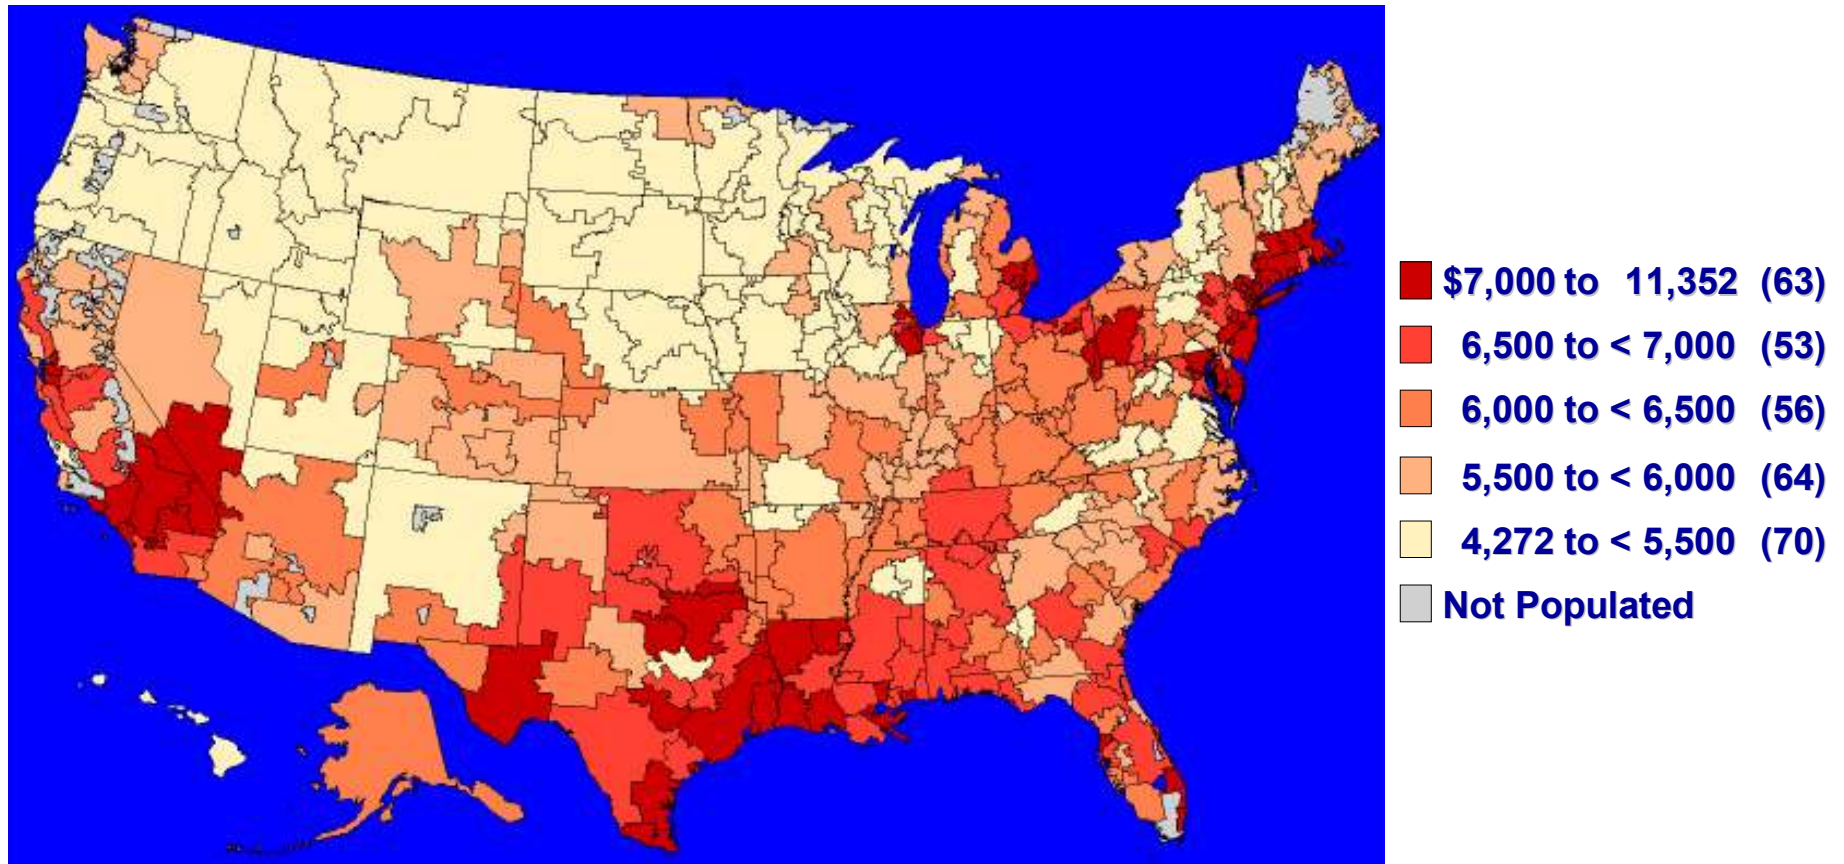 $7,000 to 11,352 (63)
6,500 to < 7,000 (53)
6,000 to < 6,500 (56)
5,500 to < 6,000 (64)
4,272 to < 5,500 (70)
Not Populated